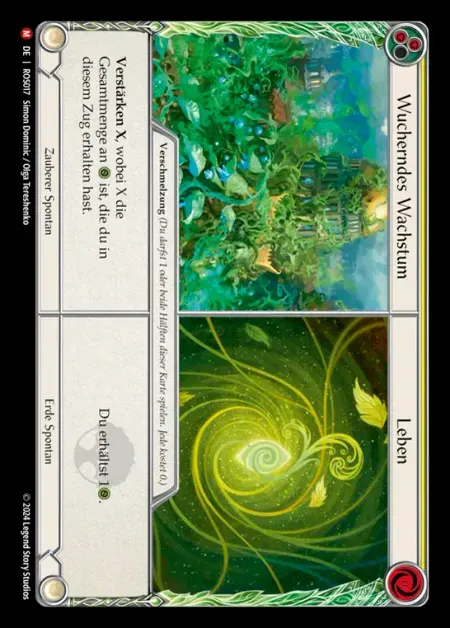 Wucherndes Wachstum
Verschmelzung (Du darfst 1 oder beide Hälften dieser Karte spielen. Jede kostet 0.)
Verstärken X, wobei X die
Gesamtmenge an ist, die du in
diesem Zug erhalten hast.
Zauberer Spontan
Leben
Du erhältst 1.
Erde Spontan
M DE | ROS017 Simon Dominic / Olga Tereshenko
© 2024 Legend Story Studios